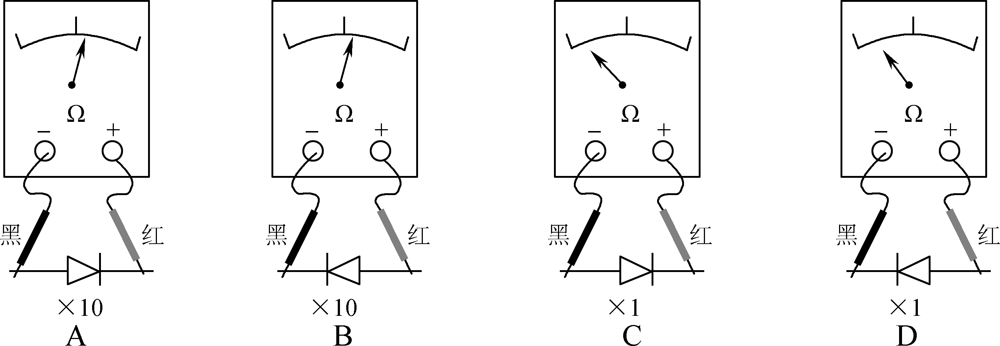 Ω Ω Ω Ω
− + − + − + − +
黑 红 黑 红 黑 红 黑 红
×10 ×10 ×1 ×1
A B C D